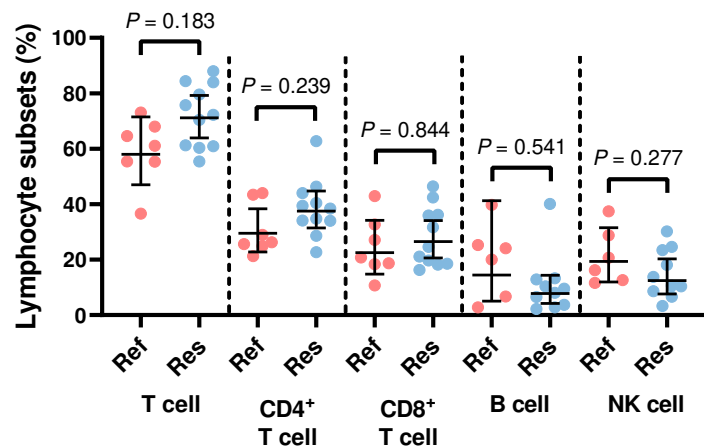 Lymphocyte subsets (%)
100
80
60
40
20
0
P = 0.183
P = 0.239
P = 0.844
P = 0.541
P = 0.277
Ref Res Ref Res Ref Res Ref Res Ref Res
T cell
CD4⁺
T cell
CD8⁺
T cell
B cell
NK cell